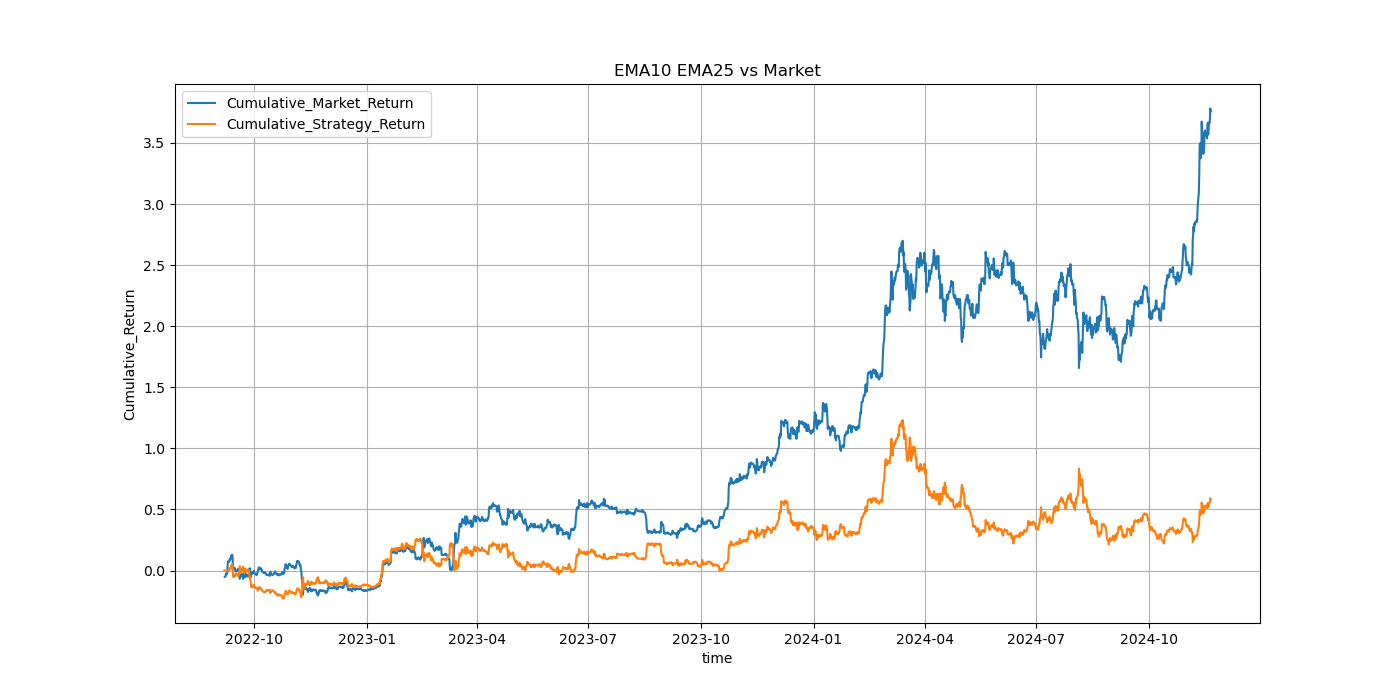 EMA10 EMA25 vs Market
Cumulative_Market_Return
Cumulative_Strategy_Return
Cumulative_Return
3.5
3.0
2.5
2.0
1.5
1.0
0.5
0.0
2022-10 2023-01 2023-04 2023-07 2023-10 2024-01 2024-04 2024-07 2024-10
time